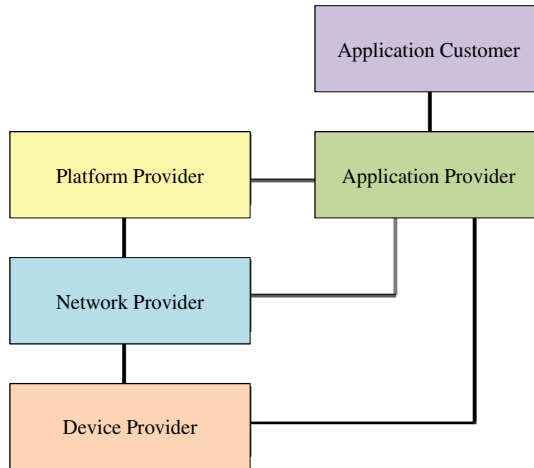 Application Customer
Platform Provider
Application Provider
Network Provider
Device Provider